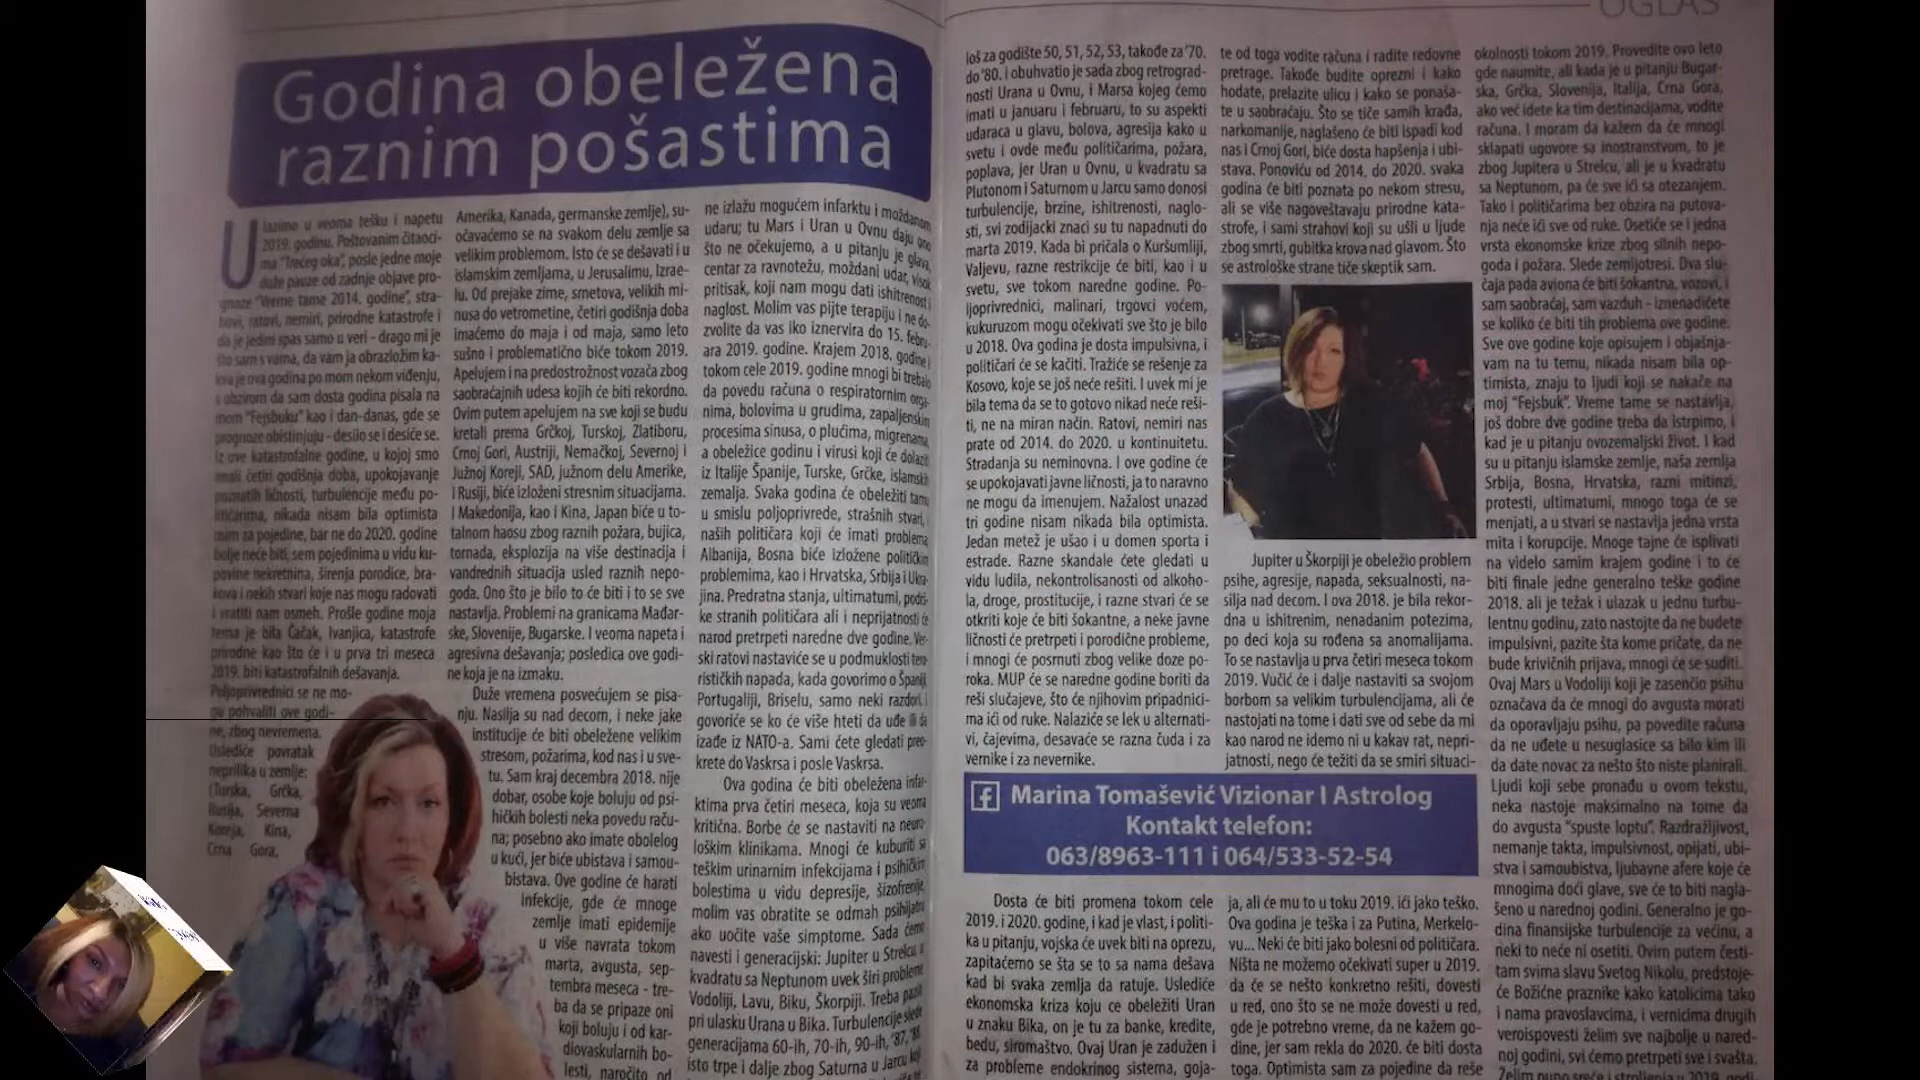 OGLAS
Godina obeležena
raznim pošastima
Ulazimo u veoma tešku i napetu
2019. godinu. Poštovanim čitaoci-
ma "Trećeg oka", posle jedne moje
duže pauze od zadnje objave pro-
gnoze "Vreme tame 2014. godine", stra-
hovi, ratovi, nemiri, prirodne katastrofe i
da je jedini spas samo u veri - drago mi je
što sam s vama, da vam ja obrazložim ka-
kva je ova godina po mom nekom viđenju,
s obzirom da sam dosta godina pisala na
mom "Fejsbuku" kao i dan-danas, gde se
prognoze obistinjuju - desilo se i desiće se.
Iz ove katastrofalne godine, u kojoj smo
imali četiri godišnja doba, upokojavanje
poznatih ličnosti, turbulencije među po-
litičarima, nikada nisam bila optimista
osim za pojedine, bar ne do 2020. godine
bolje neće biti, sem pojedinima u vidu ku-
povine nekretnina, širenja porodice, bra-
kova i nekih stvari koje nas mogu radovati
i vratiti nam osmeh. Prošle godine moja
tema je bila Čačak, Ivanjica, katastrofe
prirodne kao što će i u prva tri meseca
2019. biti katastrofalnih dešavanja.
Poljoprivrednici se ne mo-
gu pohvaliti ove godi-
ne, zbog nevremena.
Uslediće povratak
neprilika u zemlje:
(Turska, Grčka,
Rusija, Severna
Koreja, Kina,
Crna Gora,
Amerika, Kanada, germanske zemlje), su-
očavaćemo se na svakom delu zemlje sa
velikim problemom. Isto će se dešavati i u
islamskim zemljama, u Jerusalimu, Izrae-
lu. Od prejake zime, smetova, velikih mi-
nusa do vetrometine, četiri godišnja doba
imaćemo do maja i od maja, samo leto
sušno i problematično biće tokom 2019.
Apelujem i na predostrožnost vozača zbog
saobraćajnih udesa kojih će biti rekordno.
Ovim putem apelujem na sve koji se budu
kretali prema Grčkoj, Turskoj, Zlatiboru,
Crnoj Gori, Austriji, Nemačkoj, Severnoj i
Južnoj Koreji, SAD, južnom delu Amerike,
I Rusiji, biće izloženi stresnim situacijama.
I Makedonija, kao i Kina, Japan biće u to-
talnom haosu zbog raznih požara, bujica,
tornada, eksplozija na više destinacija i
vandrednih situacija usled raznih nepo-
goda. Ono što je bilo to će biti i to se sve
nastavlja. Problemi na granicama Mađar-
ske, Slovenije, Bugarske. I veoma napeta i
agresivna dešavanja; posledica ove godi-
ne koja je na izmaku.
Duže vremena posvećujem se pisa-
nju. Nasilja su nad decom, i neke jake
institucije će biti obeležene velikim
stresom, požarima, kod nas i u sve-
tu. Sam kraj decembra 2018. nije
dobar, osobe koje boluju od psi-
hičkih bolesti neka povedu raču-
na; posebno ako imate obolelog
u kući, jer biće ubistava i samou-
bistava. Ove godine će harati
infekcije, gde će mnoge
zemlje imati epidemije
u više navrata tokom
marta, avgusta, sep-
tembra meseca - tre-
ba da se pripaze oni
koji boluju i od kar-
diovaskularnih bo-
lesti, naročito od
ne izlažu mogućem infarktu i moždanom
udaru; tu Mars i Uran u Ovnu daju ono
što ne očekujemo, a u pitanju je glava,
centar za ravnotežu, moždani udar, visok
pritisak, koji nam mogu dati ishitrenost i
naglost. Molim vas pijte terapiju i ne do-
zvolite da vas iko iznervira do 15. febru-
ara 2019. godine. Krajem 2018. godine i
tokom cele 2019. godine mnogi bi trebalo
da povedu računa o respiratornim orga-
nima, bolovima u grudima, zapaljenskim
procesima sinusa, o plućima, migrenama,
a obeležice godinu i virusi koji će dolaziti
iz Italije Španije, Turske, Grčke, islamskih
zemalja. Svaka godina će obeležiti tamu
u smislu poljoprivrede, strašnih stvari, i
naših političara koji će imati problema.
Albanija, Bosna biće izložene političkim
problemima, kao i Hrvatska, Srbija i Ukra-
jina. Predratna stanja, ultimatumi, podrš-
ke stranih političara ali i neprijatnosti će
narod pretrpeti naredne dve godine. Ver-
ski ratovi nastaviće se u podmuklosti tero-
rističkih napada, kada govorimo o Španiji,
Portugaliji, Briselu, samo neki razdori, i
govoriće se ko će više hteti da uđe ili da
izađe iz NATO-a. Sami ćete gledati preo-
krete do Vaskrsa i posle Vaskrsa.
Ova godina će biti obeležena infar-
ktima prva četiri meseca, koja su veoma
kritična. Borbe će se nastaviti na neuro-
loškim klinikama. Mnogi će kuburiti sa
teškim urinarnim infekcijama i psihičkim
bolestima u vidu depresije, šizofrenije,
molim vas obratite se odmah psihijatru
ako uočite vaše simptome. Sada ćemo
navesti i generacijski: Jupiter u Strelcu, u
kvadratu sa Neptunom uvek širi probleme
Vodoliji, Lavu, Biku, Škorpiji. Treba paziti
pri ulasku Urana u Bika. Turbulencije slede
generacijama 60-ih, 70-ih, 90-ih, '87, '88.
isto trpe i dalje zbog Saturna u Jarcu koji
loš za godište 50, 51, 52, 53, takođe za '70.
do '80. i obuhvatio je sada zbog retrograd-
nosti Urana u Ovnu, i Marsa kojeg ćemo
imati u januaru i februaru, to su aspekti
udaraca u glavu, bolova, agresija kako u
svetu i ovde među političarima, požara,
poplava, jer Uran u Ovnu, u kvadratu sa
Plutonom i Saturnom u Jarcu samo donosi
turbulencije, brzine, ishitrenosti, naglo-
sti, svi zodijački znaci su tu napadnuti do
marta 2019. Kada bi pričala o Kuršumliji,
Valjevu, razne restrikcije će biti, kao i u
svetu, sve tokom naredne godine. Po-
ljoprivrednici, malinari, trgovci voćem,
kukuruzom mogu očekivati sve što je bilo
u 2018. Ova godina je dosta impulsivna, i
političari će se kačiti. Tražiće se rešenje za
Kosovo, koje se još neće rešiti. I uvek mi je
bila tema da se to gotovo nikad neće reši-
ti, ne na miran način. Ratovi, nemiri nas
prate od 2014. do 2020. u kontinuitetu.
Stradanja su neminovna. I ove godine će
se upokojavati javne ličnosti, ja to naravno
ne mogu da imenujem. Nažalost unazad
tri godine nisam nikada bila optimista.
Jedan metež je ušao i u domen sporta i
estrade. Razne skandale ćete gledati u
vidu ludila, nekontrolisanosti od alkoho-
la, droge, prostitucije, i razne stvari će se
otkriti koje će biti šokantne, a neke javne
ličnosti će pretrpeti i porodične probleme,
i mnogi će posrnuti zbog velike doze po-
roka. MUP će se naredne godine boriti da
reši slučajeve, što će njihovim pripadnici-
ma ići od ruke. Nalaziće se lek u alternati-
vi, čajevima, desavaće se razna čuda i za
vernike i za nevernike.
te od toga vodite računa i radite redovne
pretrage. Takođe budite oprezni i kako
hodate, prelazite ulicu i kako se ponaša-
te u saobraćaju. Što se tiče samih krađa,
narkomanije, naglašeno će biti ispadi kod
nas i Crnoj Gori, biće dosta hapšenja i ubi-
stava. Ponoviću od 2014. do 2020. svaka
godina će biti poznata po nekom stresu,
ali se više nagoveštavaju prirodne kata-
strofe, i sami strahovi koji su ušli u ljude
zbog smrti, gubitka krova nad glavom. Što
se astrološke strane tiče skeptik sam.
Jupiter u Škorpiji je obeležio problem
psihe, agresije, napada, seksualnosti, na-
silja nad decom. I ova 2018. je bila rekor-
dna u ishitrenim, nenadanim potezima,
po deci koja su rođena sa anomalijama.
To se nastavlja u prva četiri meseca tokom
2019. Vučić će i dalje nastaviti sa svojom
borbom sa velikim turbulencijama, ali će
nastojati na tome i dati sve od sebe da mi
kao narod ne idemo ni u kakav rat, nepri-
jatnosti, nego će težiti da se smiri situaci-
Marina Tomašević Vizionar I Astrolog
Kontakt telefon:
063/8963-111 i 064/533-52-54
Dosta će biti promena tokom cele
2019. i 2020. godine, i kad je vlast, i politi-
ka u pitanju, vojska će uvek biti na oprezu,
zapitaćemo se šta se to sa nama dešava
kad bi svaka zemlja da ratuje. Uslediće
ekonomska kriza koju ce obeležiti Uran
u znaku Bika, on je tu za banke, kredite,
bedu, siromaštvo. Ovaj Uran je zadužen i
za probleme endokrinog sistema, goja-
ja, ali će mu to u toku 2019. ići jako teško.
Ova godina je teška i za Putina, Merkelo-
vu... Neki će biti jako bolesni od političara.
Ništa ne možemo očekivati super u 2019.
da će se nešto konkretno rešiti, dovesti
u red, ono što se ne može dovesti u red,
gde je potrebno vreme, da ne kažem go-
dine, jer sam rekla do 2020. će biti dosta
toga. Optimista sam za pojedine da reše
okolnosti tokom 2019. Provedite ovo leto
gde naumite, ali kada je u pitanju Bugar-
ska, Grčka, Slovenija, Italija, Crna Gora,
ako već idete ka tim destinacijama, vodite
računa. I moram da kažem da će mnogi
sklapati ugovore sa inostranstvom, to je
zbog Jupitera u Strelcu, ali je u kvadratu
sa Neptunom, pa će sve ići sa otezanjem.
Tako i političarima bez obzira na putova-
nja neće ići sve od ruke. Osetiće se i jedna
vrsta ekonomske krize zbog silnih nepo-
goda i požara. Slede zemljotresi. Dva slu-
čaja pada aviona će biti šokantna, vozovi, i
sam saobraćaj, sam vazduh - iznenadićete
se koliko će biti tih problema ove godine.
Sve ove godine koje opisujem i objašnja-
vam na tu temu, nikada nisam bila op-
timista, znaju to ljudi koji se nakače na
moj "Fejsbuk". Vreme tame se nastavlja,
još dobre dve godine treba da istrpimo, i
kad je u pitanju ovozemaljski život. I kad
su u pitanju islamske zemlje, naša zemlja
Srbija, Bosna, Hrvatska, razni mitinzi,
protesti, ultimatumi, mnogo toga će se
menjati, a u stvari se nastavlja jedna vrsta
mita i korupcije. Mnoge tajne će isplivati
na videlo samim krajem godine i to će
biti finale jedne generalno teške godine
2018. ali je težak i ulazak u jednu turbu-
lentnu godinu, zato nastojte da ne budete
impulsivni, pazite šta kome pričate, da ne
bude krivičnih prijava, mnogi će se suditi.
Ovaj Mars u Vodoliji koji je zasenčio psihu
označava da će mnogi do avgusta morati
da oporavljaju psihu, pa povedite računa
da ne uđete u nesuglasice sa bilo kim ili
da date novac za nešto što niste planirali.
Ljudi koji sebe pronađu u ovom tekstu,
neka nastoje maksimalno na tome da
do avgusta "spuste loptu". Razdražljivost,
nemanje takta, impulsivnost, opijati, ubi-
stva i samoubistva, ljubavne afere koje će
mnogima doći glave, sve će to biti nagla-
šeno u narednoj godini. Generalno je go-
dina finansijske turbulencije za većinu, a
neki to neće ni osetiti. Ovim putem česti-
tam svima slavu Svetog Nikolu, predstoje-
će Božićne praznike kako katolicima tako
i nama pravoslavcima, i vernicima drugih
veroispovesti želim sve najbolje u nared-
noj godini, svi ćemo pretrpeti sve i svašta.
Želim puno sreće i strpljenja u 2019. godi